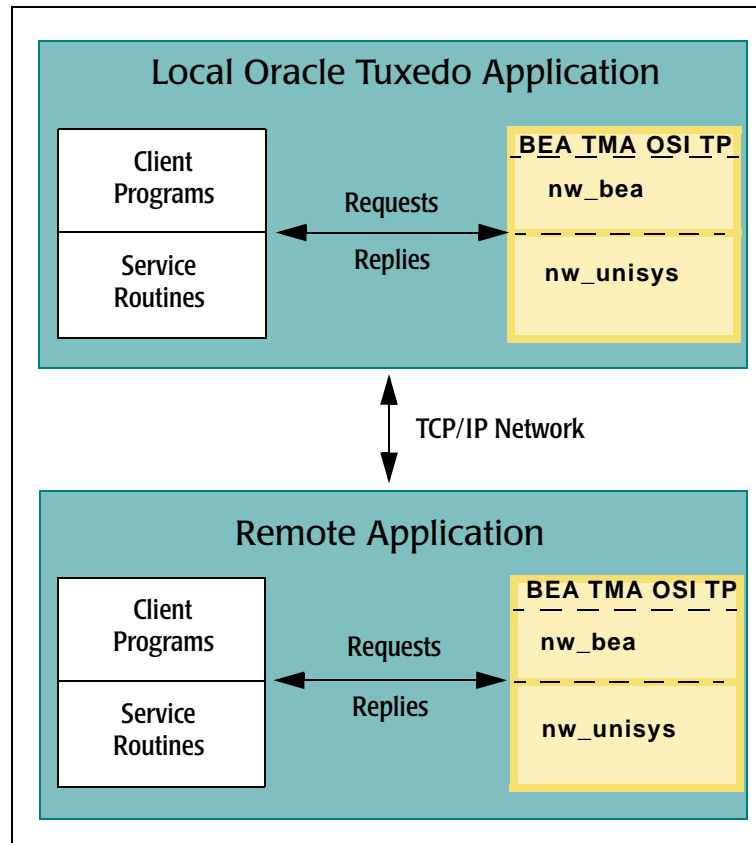 Local Oracle Tuxedo Application
Client
Programs
Service
Routines
Requests
Replies
BEA TMA OSI TP
nw_bea
nw_unisys
TCP/IP Network
Remote Application
Client
Programs
Service
Routines
Requests
Replies
BEA TMA OSI TP
nw_bea
nw_unisys